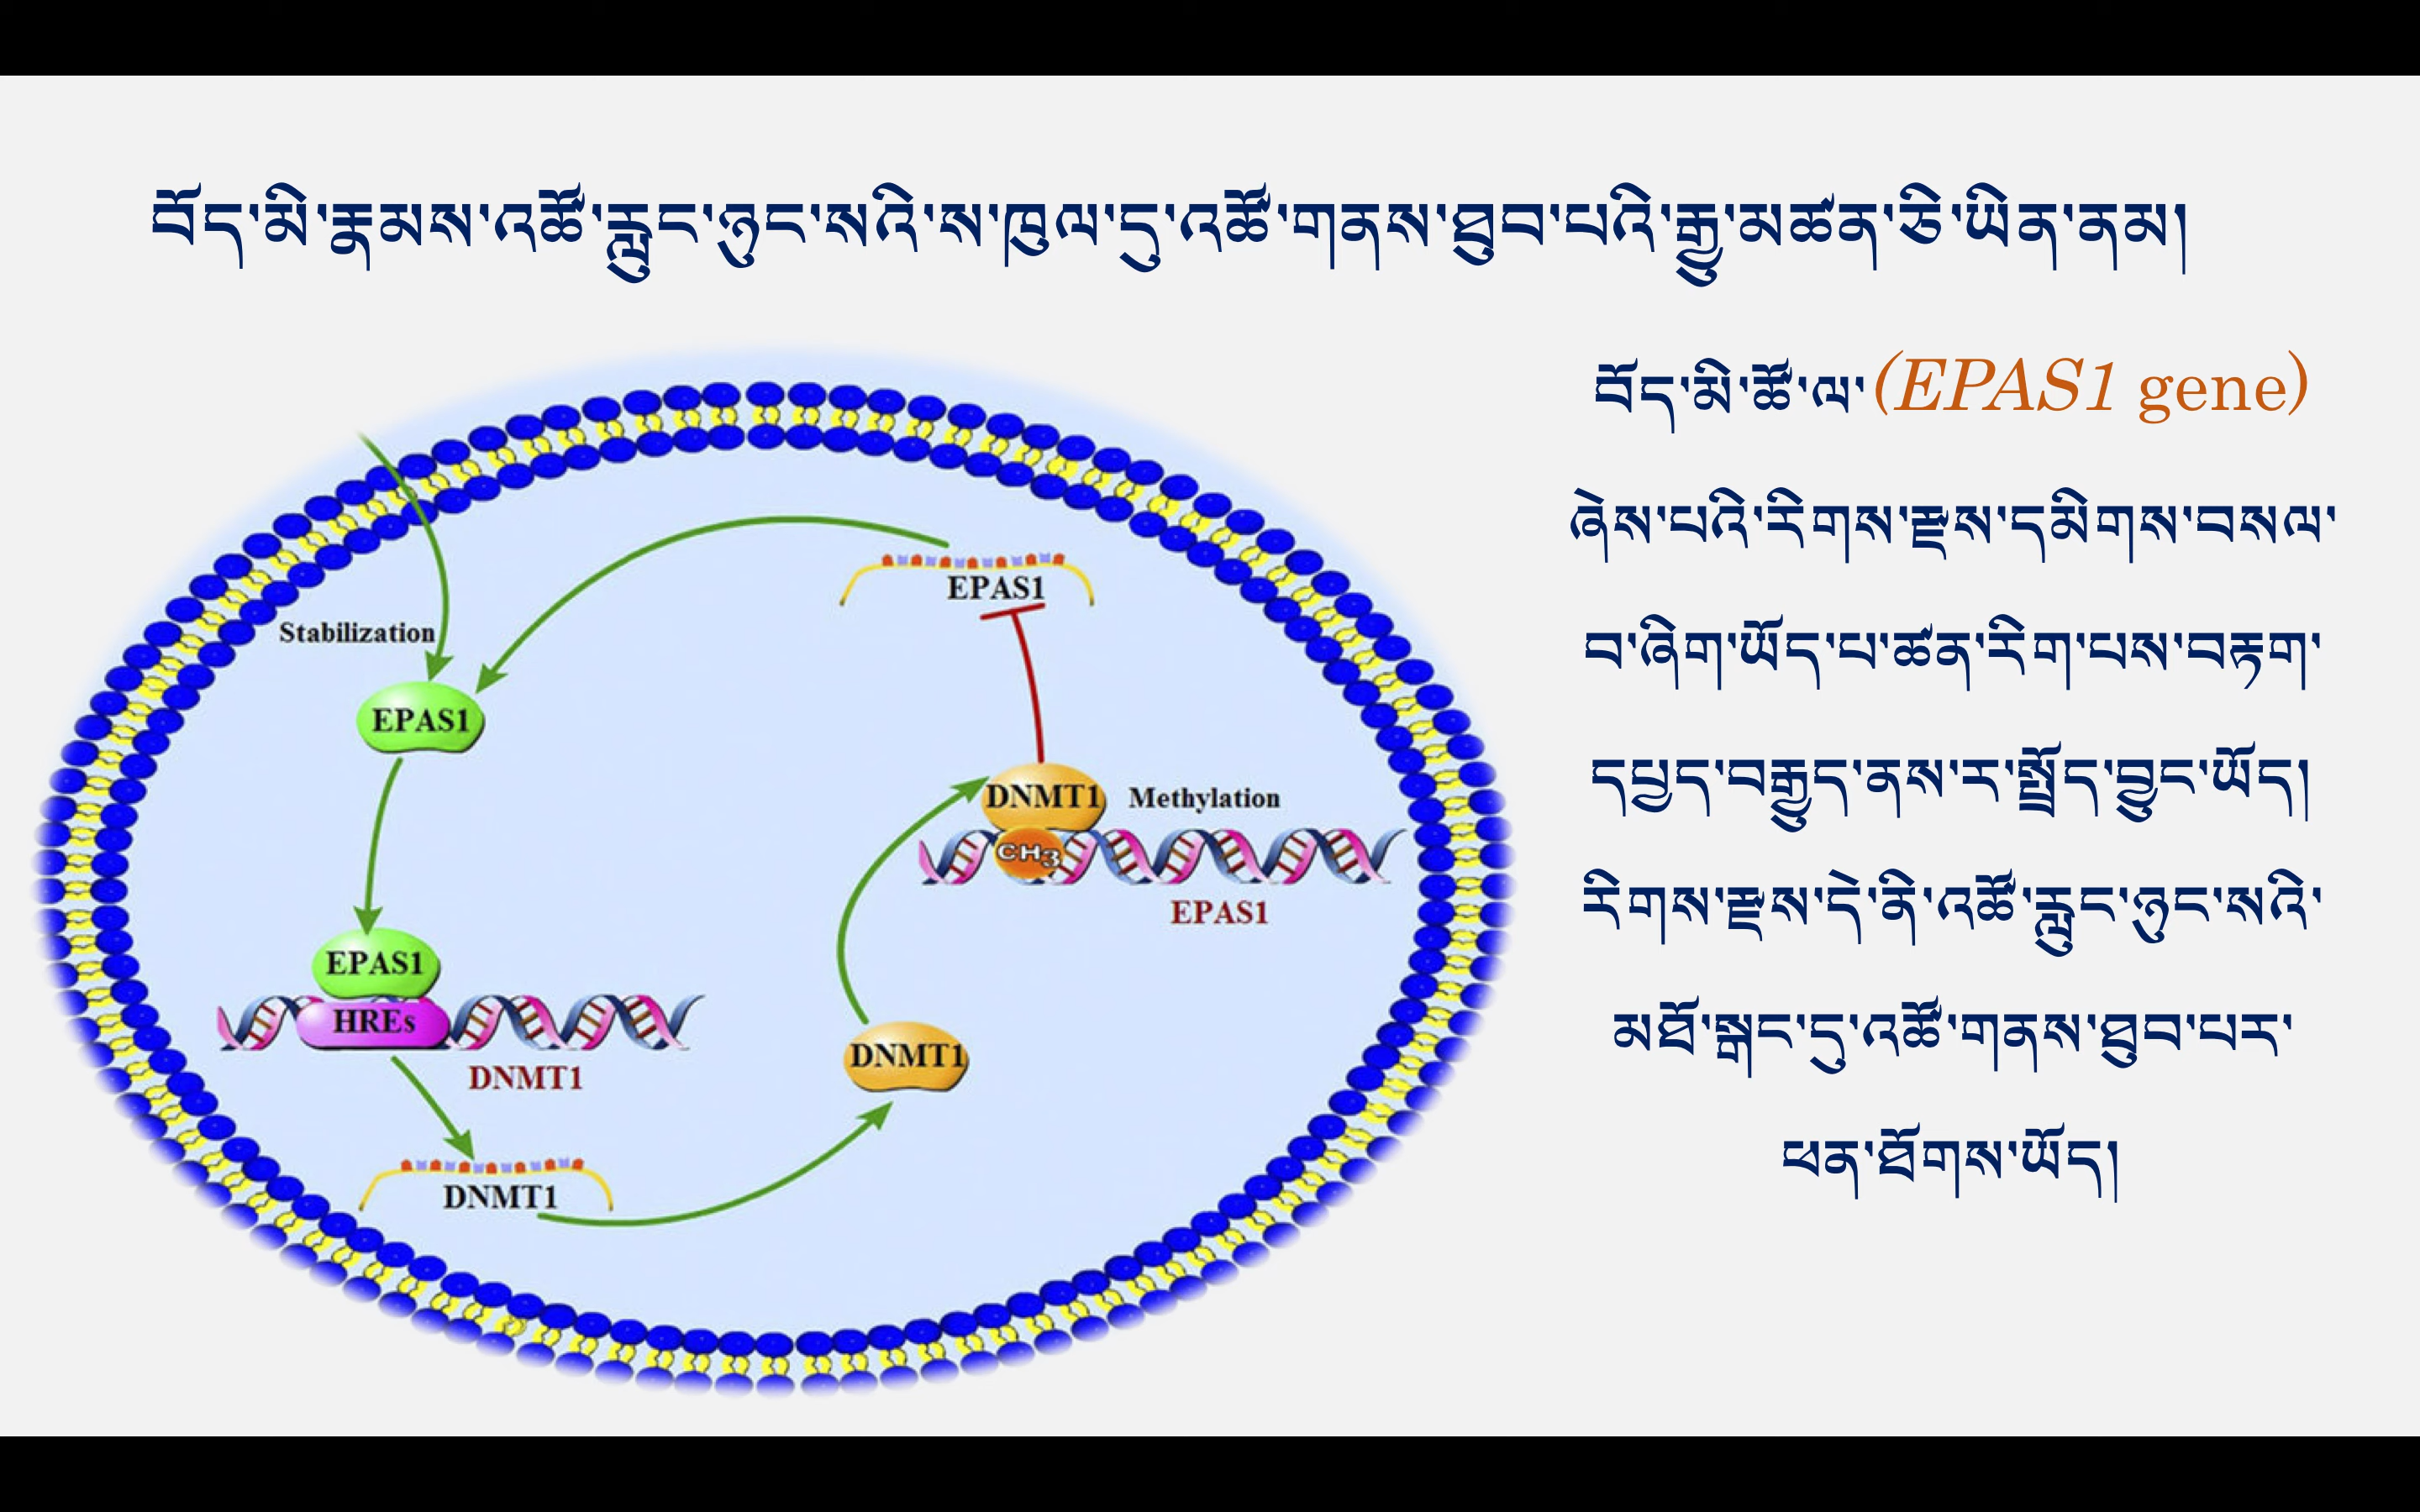 བོད་མི་རྣམས་འཚོ་རླུང་ཉུང་སའི་ས་ཁུལ་དུ་འཚོ་གནས་ཐུབ་པའི་རྒྱུ་མཚན་ཅི་ཡིན་ནམ།
བོད་མི་ཚོ་ལ་(EPAS1 gene)
ཞེས་པའི་རིགས་རྫས་དམིགས་བསལ་
བ་ཞིག་ཡོད་པ་ཚན་རིག་པས་བརྟག་
དཔྱད་བརྒྱུད་ནས་ར་སྤྲོད་བྱུང་ཡོད།
རིགས་རྫས་དེ་ནི་འཚོ་རླུང་ཉུང་སའི་
མཐོ་སྒང་དུ་འཚོ་གནས་ཐུབ་པར་
ཕན་ཐོགས་ཡོད།
EPAS1
Stabilization
EPAS1
DNMT1
Methylation
CH3
EPAS1
EPAS1
HREs
DNMT1
DNMT1
DNMT1